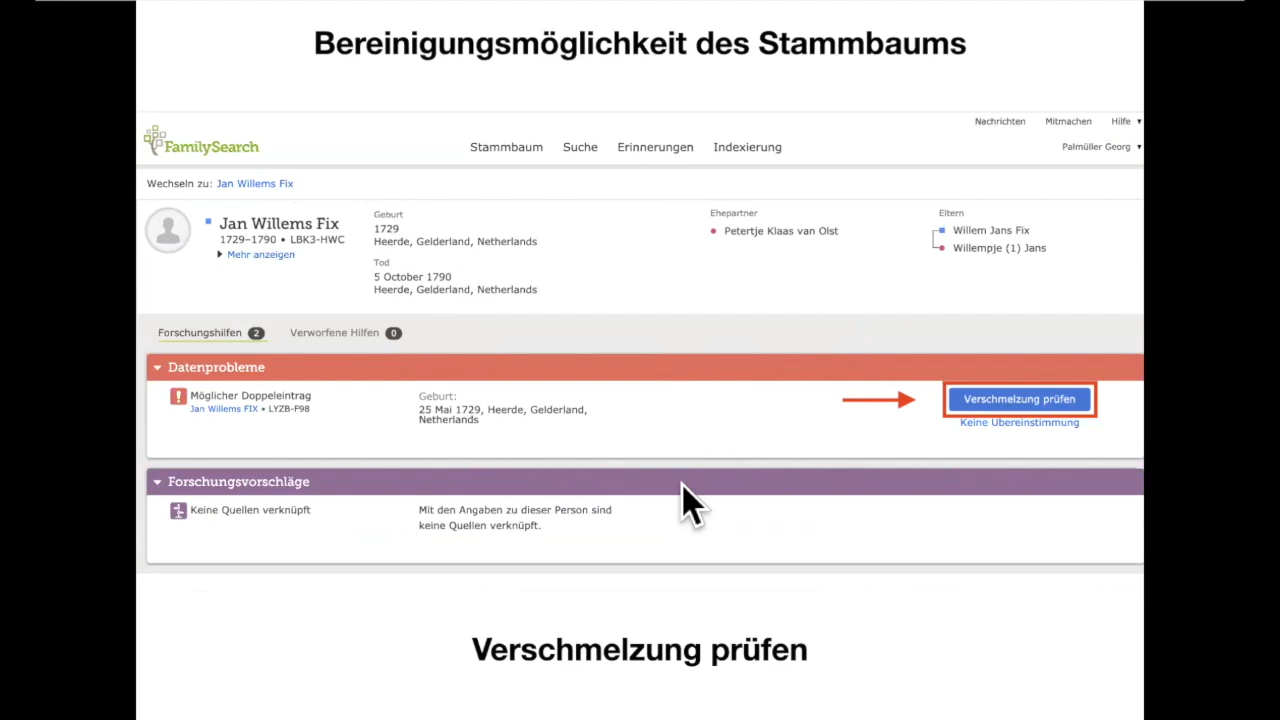 Bereinigungsmöglichkeit des Stammbaums
Nachrichten Mitmachen Hilfe
FamilySearch Stammbaum Suche Erinnerungen Indexierung Palmüller Georg
Wechseln zu: Jan Willems Fix
Jan Willems Fix
1729–1790 • LBK3-HWC
Mehr anzeigen
Geburt
1729
Heerde, Gelderland, Netherlands
Tod
5 October 1790
Heerde, Gelderland, Netherlands
Ehepartner
Petertje Klaas van Olst
Eltern
Willem Jans Fix
Willempje (1) Jans
Forschungshilfen 2 Verworfene Hilfen 0
Datenprobleme
Möglicher Doppeleintrag
Jan Willems FIX • LYZB-F98
Geburt:
25 Mai 1729, Heerde, Gelderland,
Netherlands
Verschmelzung prüfen
Keine Übereinstimmung
Forschungsvorschläge
Keine Quellen verknüpft
Mit den Angaben zu dieser Person sind
keine Quellen verknüpft.
Verschmelzung prüfen